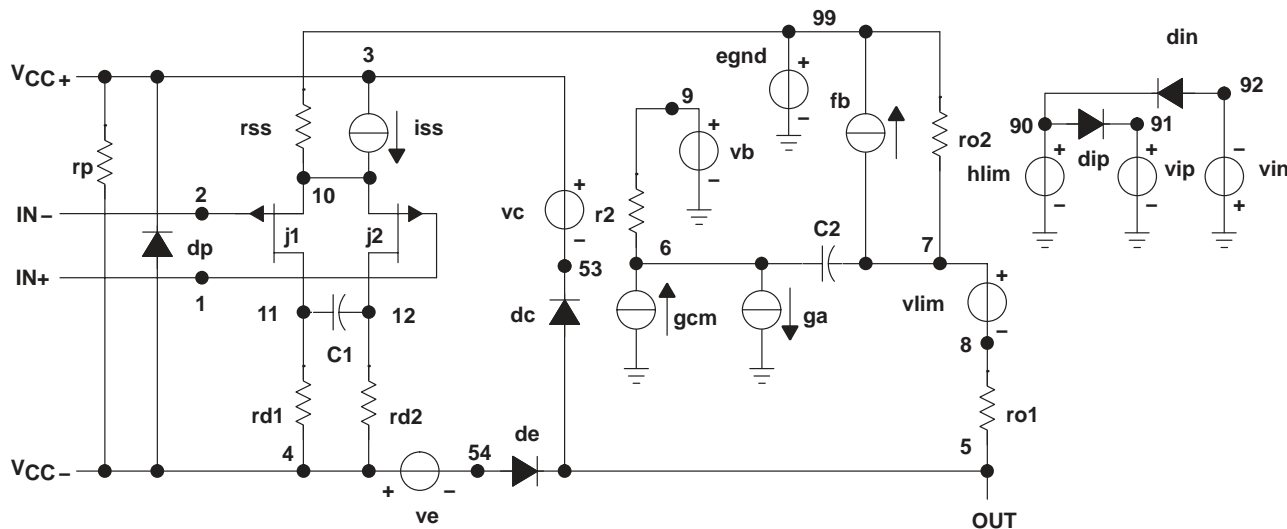 99
3
egnd
+
din
VCC+
92
9
+
fb
rss
iss
vb
ro2
90
91
−
rp
10
−
dip
+
+
−
2
+
hlim
vip
vin
IN−
vc
r2
−
−
+
j1
j2
−
6
C2
7
dp
IN+
53
+
1
gcm
ga
vlim
−
11
12
dc
8
C1
rd1
rd2
ro1
de
4
54
5
VCC−
+
−
ve
OUT